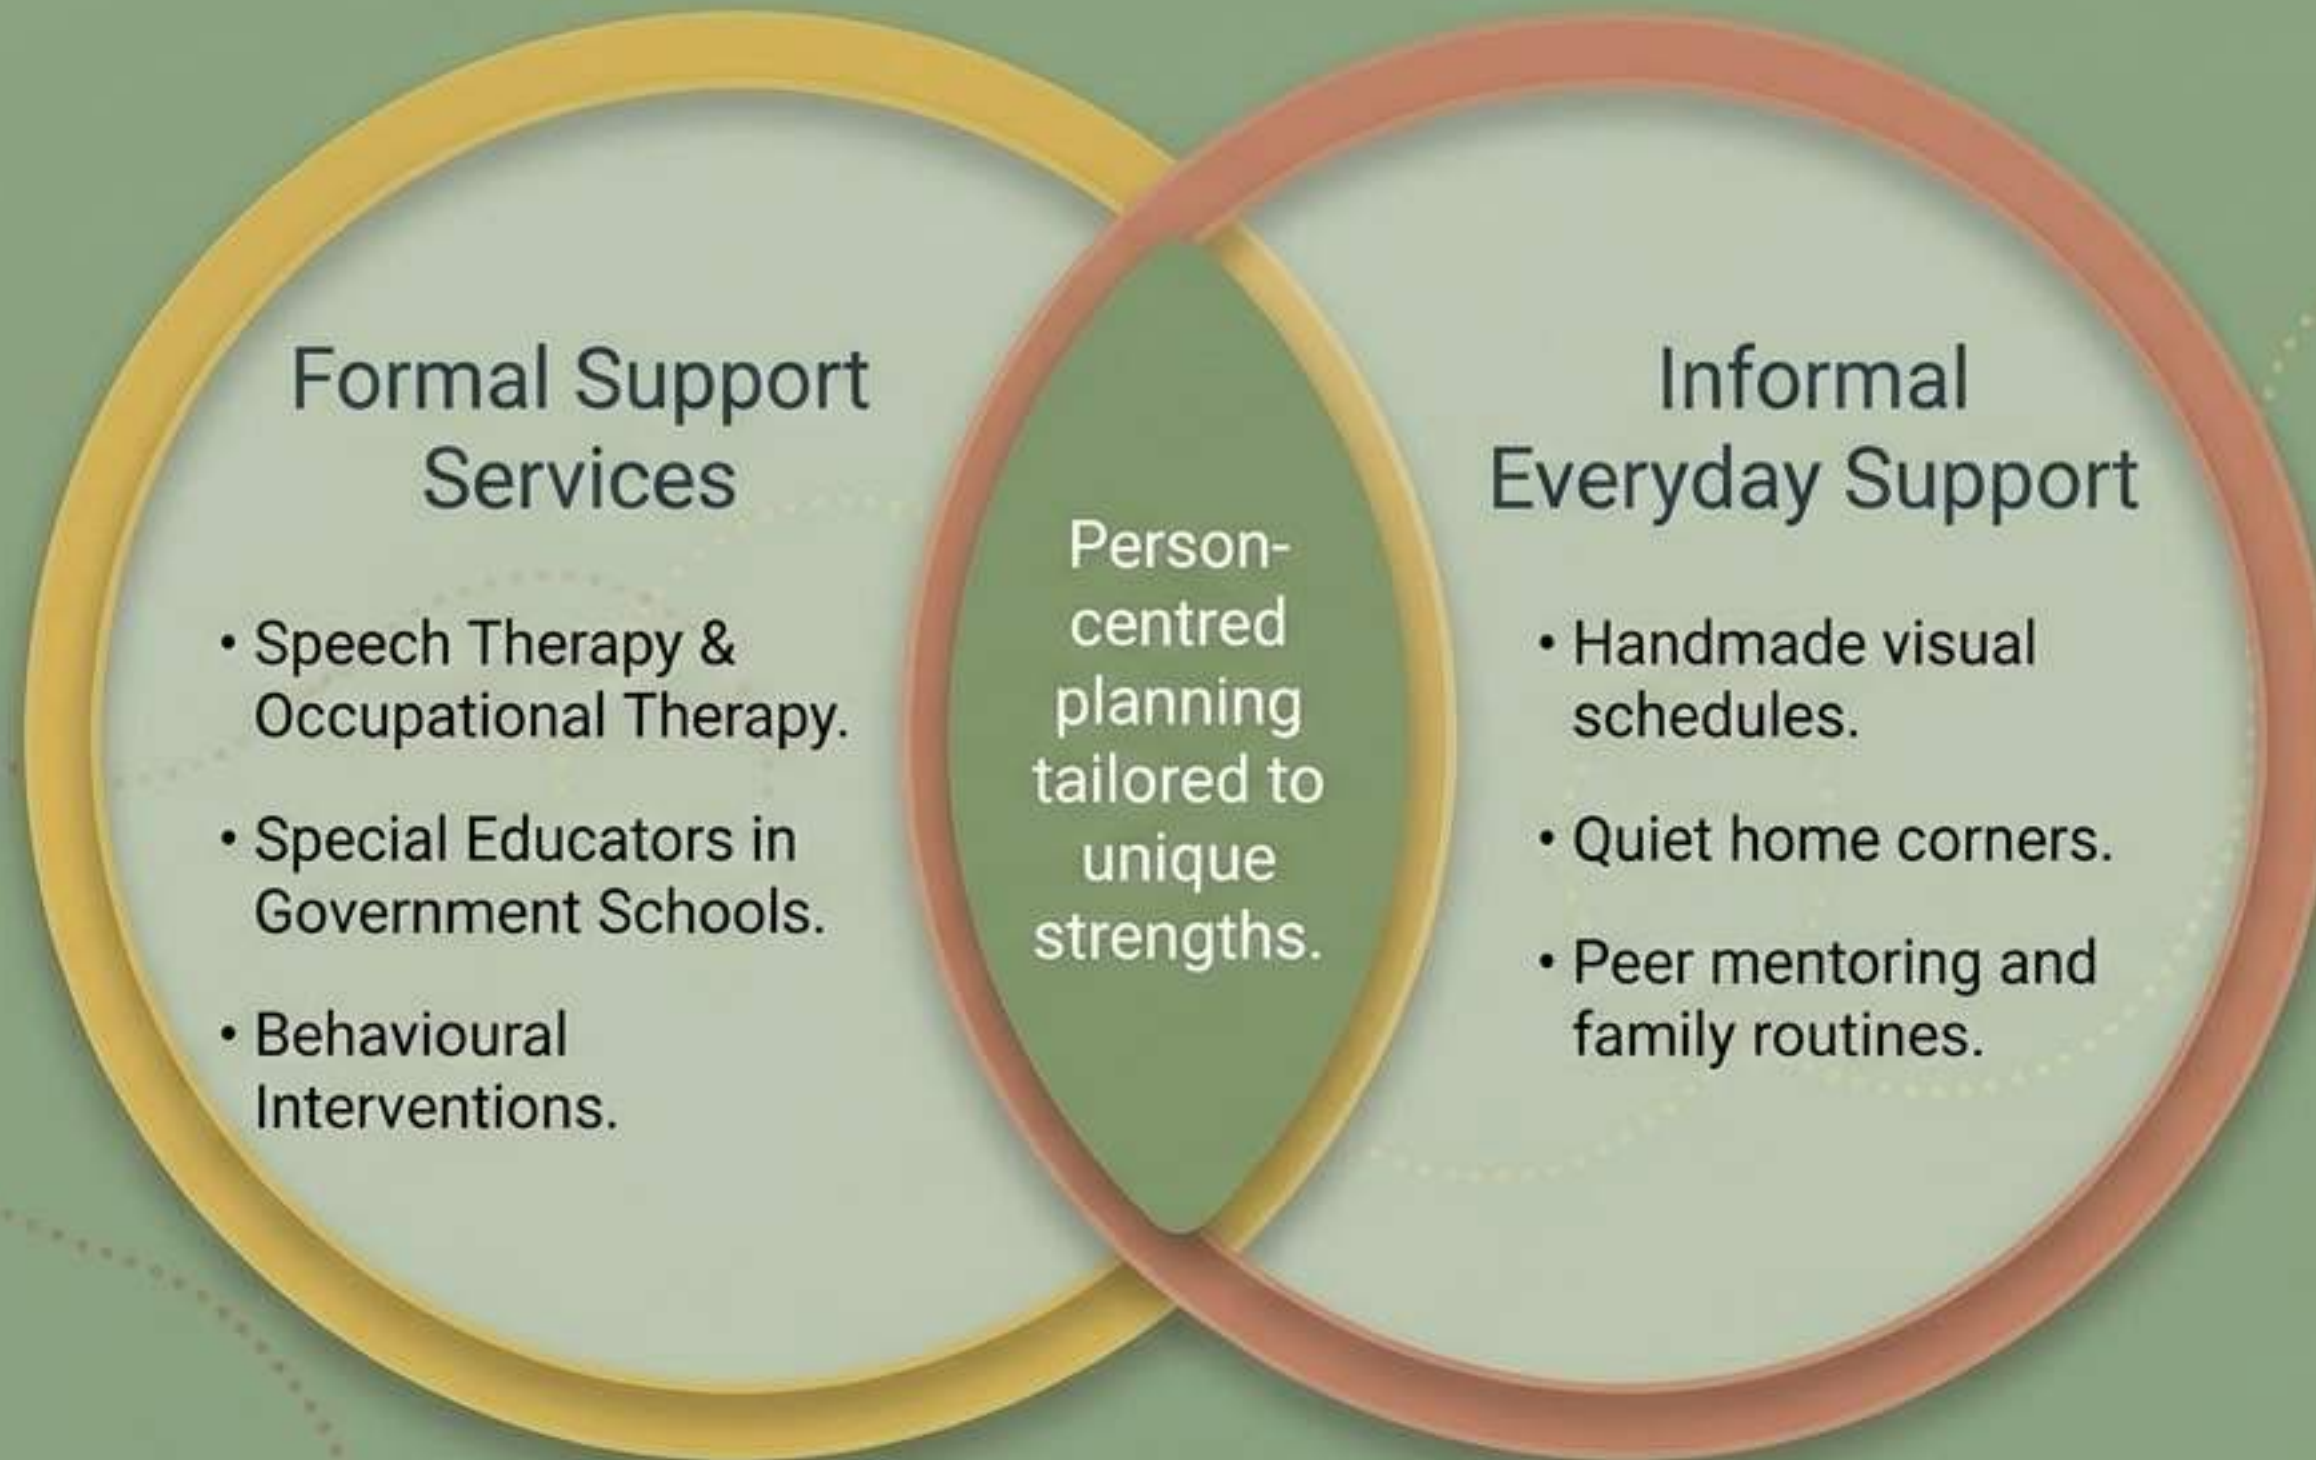 Formal Support
Services
• Speech Therapy &
Occupational Therapy.
• Special Educators in
Government Schools.
• Behavioural
Interventions.
Person-
centred
planning
tailored to
unique
strengths.
Informal
Everyday Support
• Handmade visual
schedules.
• Quiet home corners.
• Peer mentoring and
family routines.